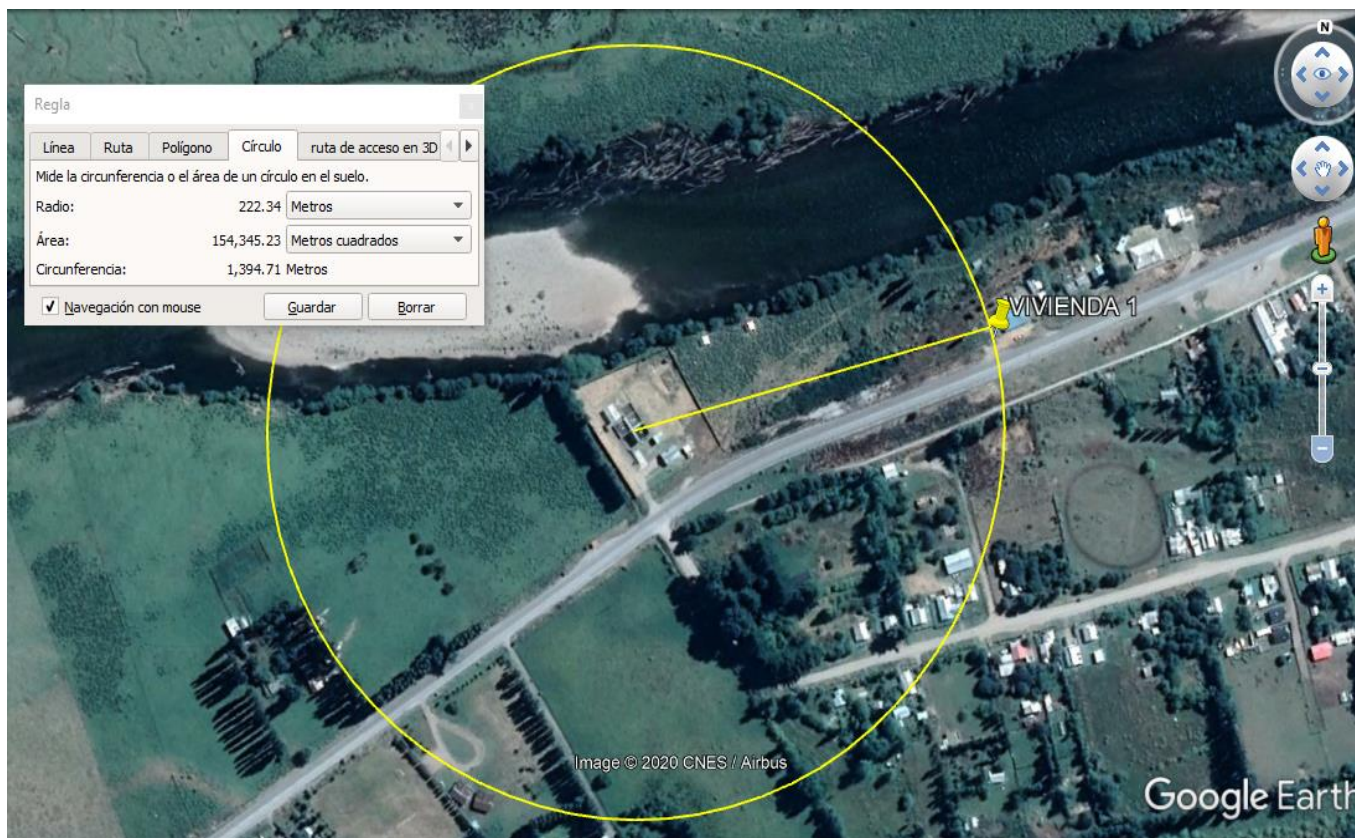 N
Regla
Línea Ruta Polígono Círculo ruta de acceso en 3D
Mide la circunferencia o el área de un círculo en el suelo.
Radio: 222.34 Metros
Área: 154,345.23 Metros cuadrados
Circunferencia: 1,394.71 Metros
Navegación con mouse Guardar Borrar
VIVIENDA 1
Image © 2020 CNES / Airbus
Google Earth